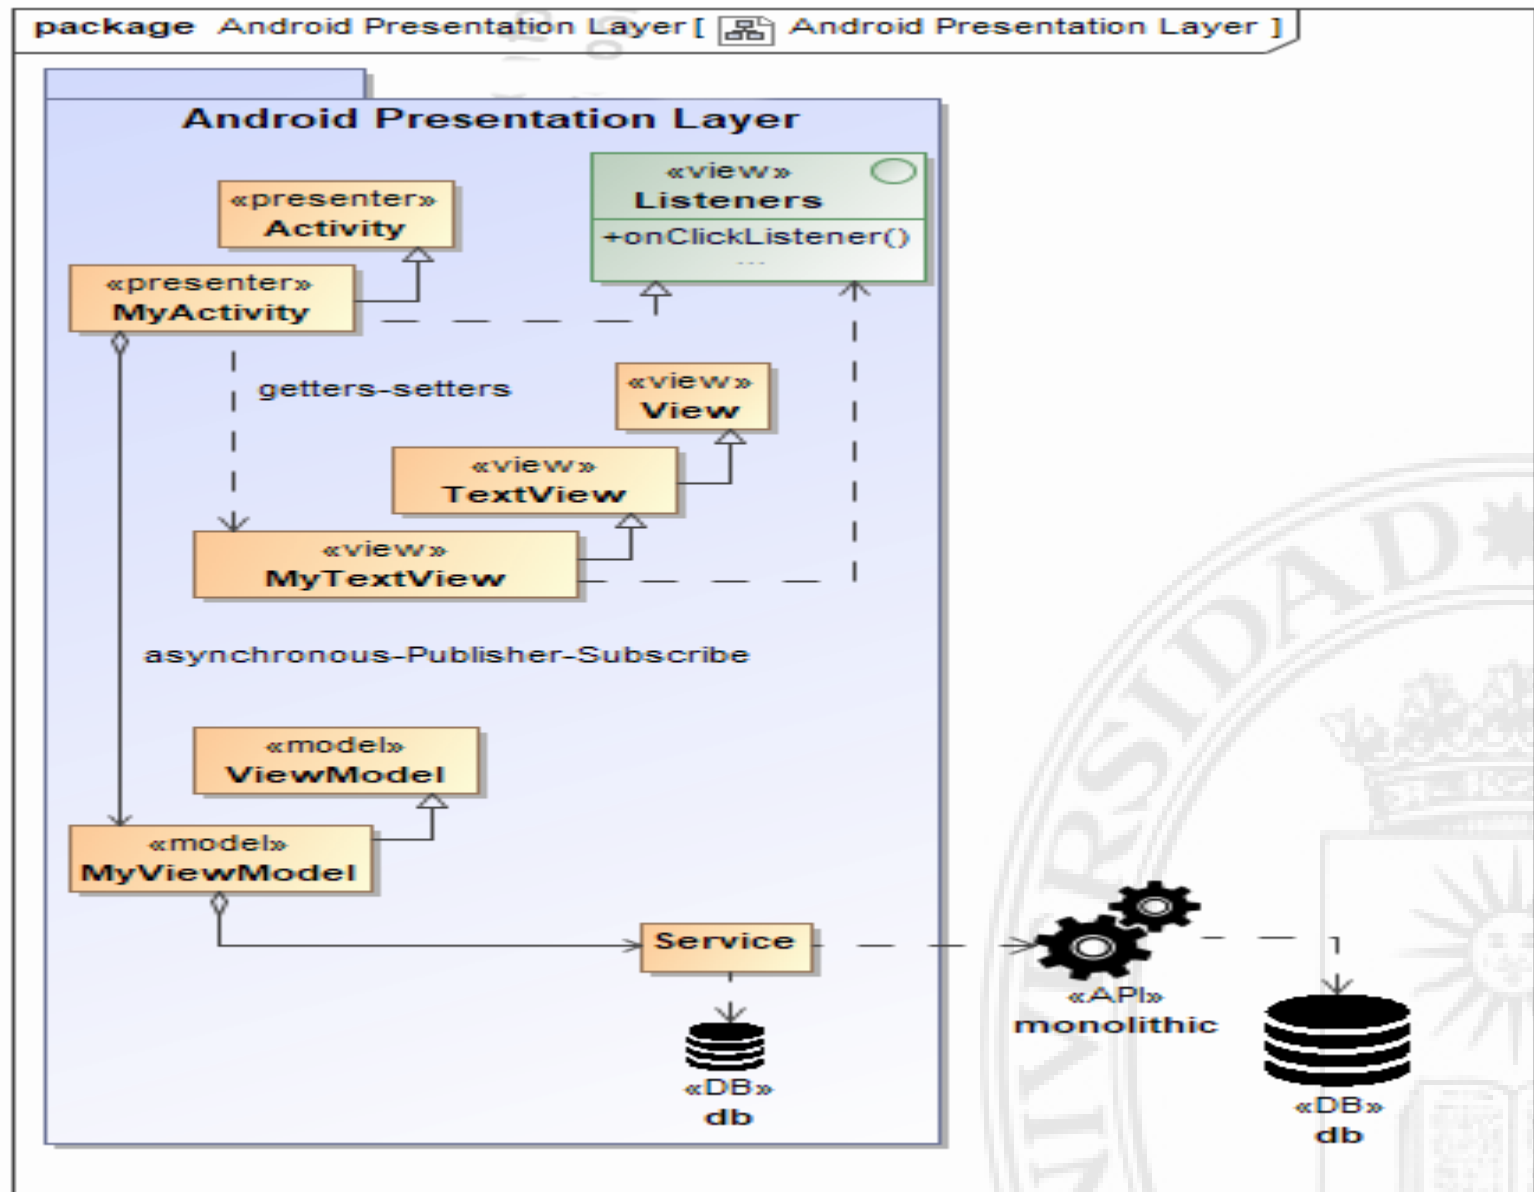 package Android Presentation Layer [ Android Presentation Layer ]
Android Presentation Layer
«presenter»
Activity
«view»
Listeners
+onClickListener()
...
«presenter»
MyActivity
getters-setters
«view»
View
«view»
TextView
«view»
MyTextView
asynchronous-Publisher-Subscribe
«model»
ViewModel
«model»
MyViewModel
Service
«DB»
db
«API»
monolithic
«DB»
db